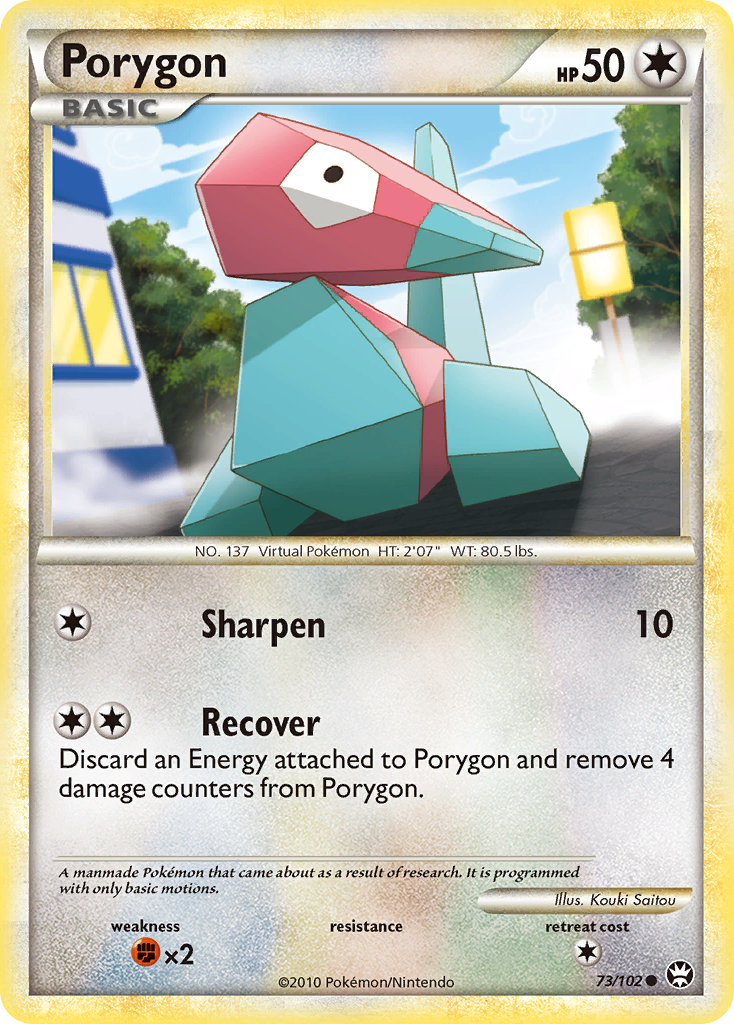 Porygon
HP 50
BASIC
NO. 137 Virtual Pokémon HT: 2'07" WT: 80.5 lbs.
Sharpen 10
Recover
Discard an Energy attached to Porygon and remove 4
damage counters from Porygon.
A manmade Pokémon that came about as a result of research. It is programmed
with only basic motions.
Illus. Kouki Saitou
weakness resistance retreat cost
×2
©2010 Pokémon/Nintendo 73/102